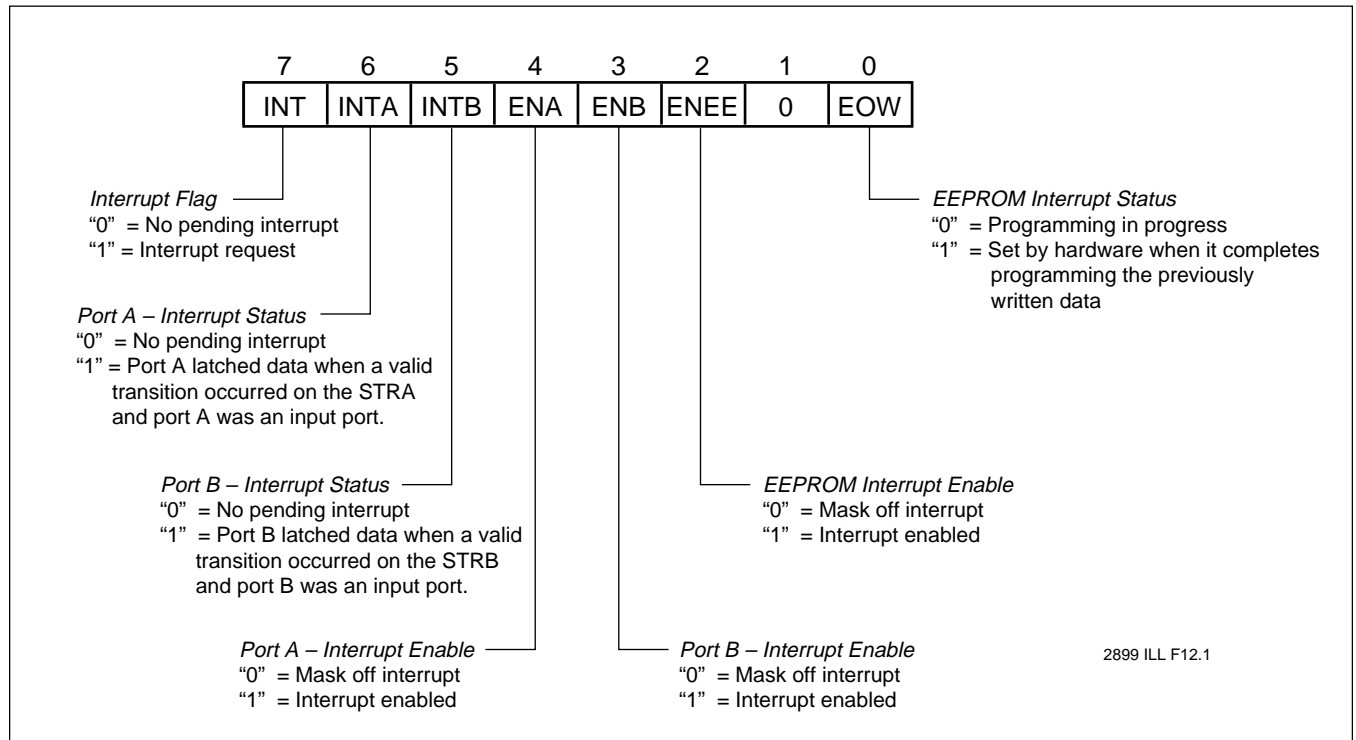 7 6 5 4 3 2 1 0
INT INTA INTB ENA ENB ENEE 0 EOW
Interrupt Flag
“0” = No pending interrupt
“1” = Interrupt request
EEPROM Interrupt Status
“0” = Programming in progress
“1” = Set by hardware when it completes
programming the previously
written data
Port A – Interrupt Status
“0” = No pending interrupt
“1” = Port A latched data when a valid
transition occurred on the STRA
and port A was an input port.
Port B – Interrupt Status
“0” = No pending interrupt
“1” = Port B latched data when a valid
transition occurred on the STRB
and port B was an input port.
EEPROM Interrupt Enable
“0” = Mask off interrupt
“1” = Interrupt enabled
Port A – Interrupt Enable
“0” = Mask off interrupt
“1” = Interrupt enabled
Port B – Interrupt Enable
“0” = Mask off interrupt
“1” = Interrupt enabled
2899 ILL F12.1